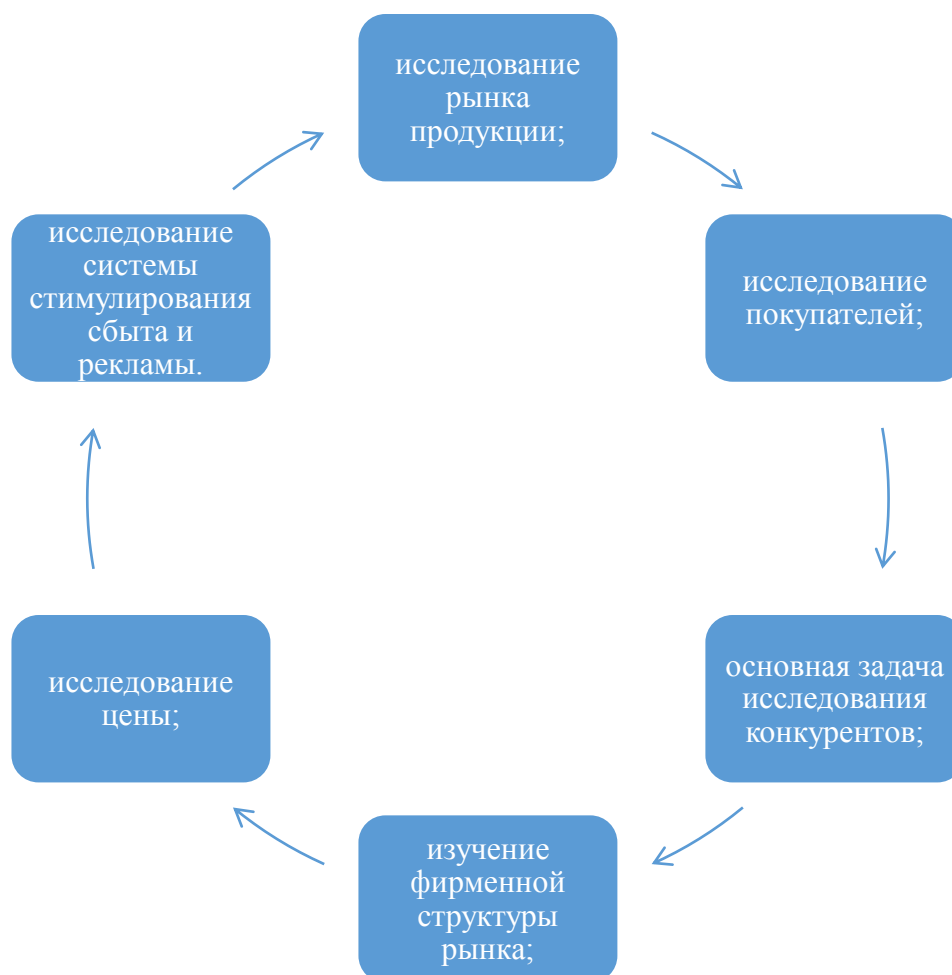 исследование
рынка
продукции;
исследование
покупателей;
основная задача
исследования
конкурентов;
изучение
фирменной
структуры
рынка;
исследование
цены;
исследование
системы
стимулирования
сбыта и
рекламы.